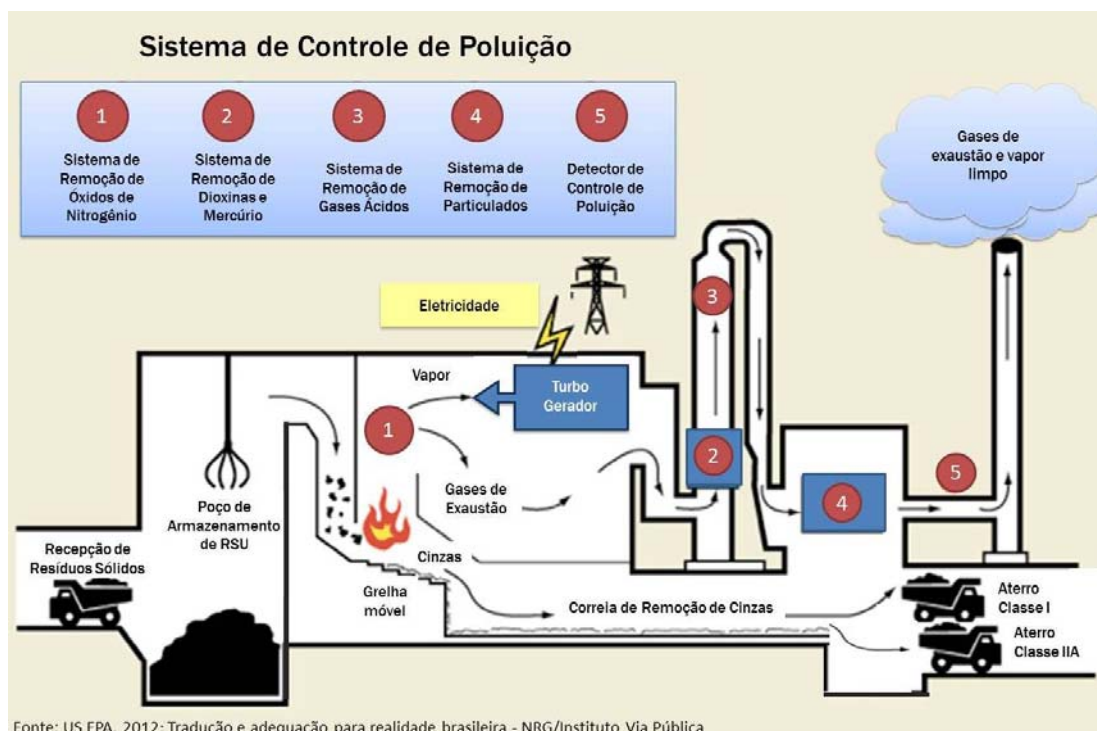 Sistema de Controle de Poluição
1
2
3
4
5
Sistema de
Remoção de
Óxidos de
Nitrogênio
Sistema de
Remoção de
Dioxinas e
Mercúrio
Sistema de
Remoção de
Gases Ácidos
Sistema de
Remoção de
Particulados
Detector de
Controle de
Poluição
Gases de
exaustão e vapor
limpo
Eletricidade
3
Vapor
Turbo
Gerador
1
2
Gases de
Exaustão
4
5
Poço de
Armazenamento
de RSU
Recepção de
Resíduos Sólidos
Cinzas
Grelha
móvel
Correia de Remoção de Cinzas
Aterro
Classe I
Aterro
Classe IIA
Fonte: US EPA, 2012; Tradução e adequação para realidade brasileira - NRG/Instituto Via Pública